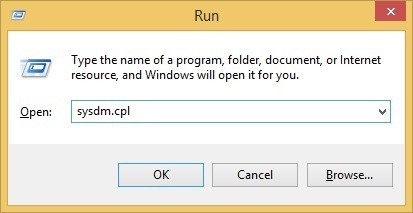 Run
Type the name of a program, folder, document, or Internet
resource, and Windows will open it for you.
Open: sysdm.cpl
OK Cancel Browse...